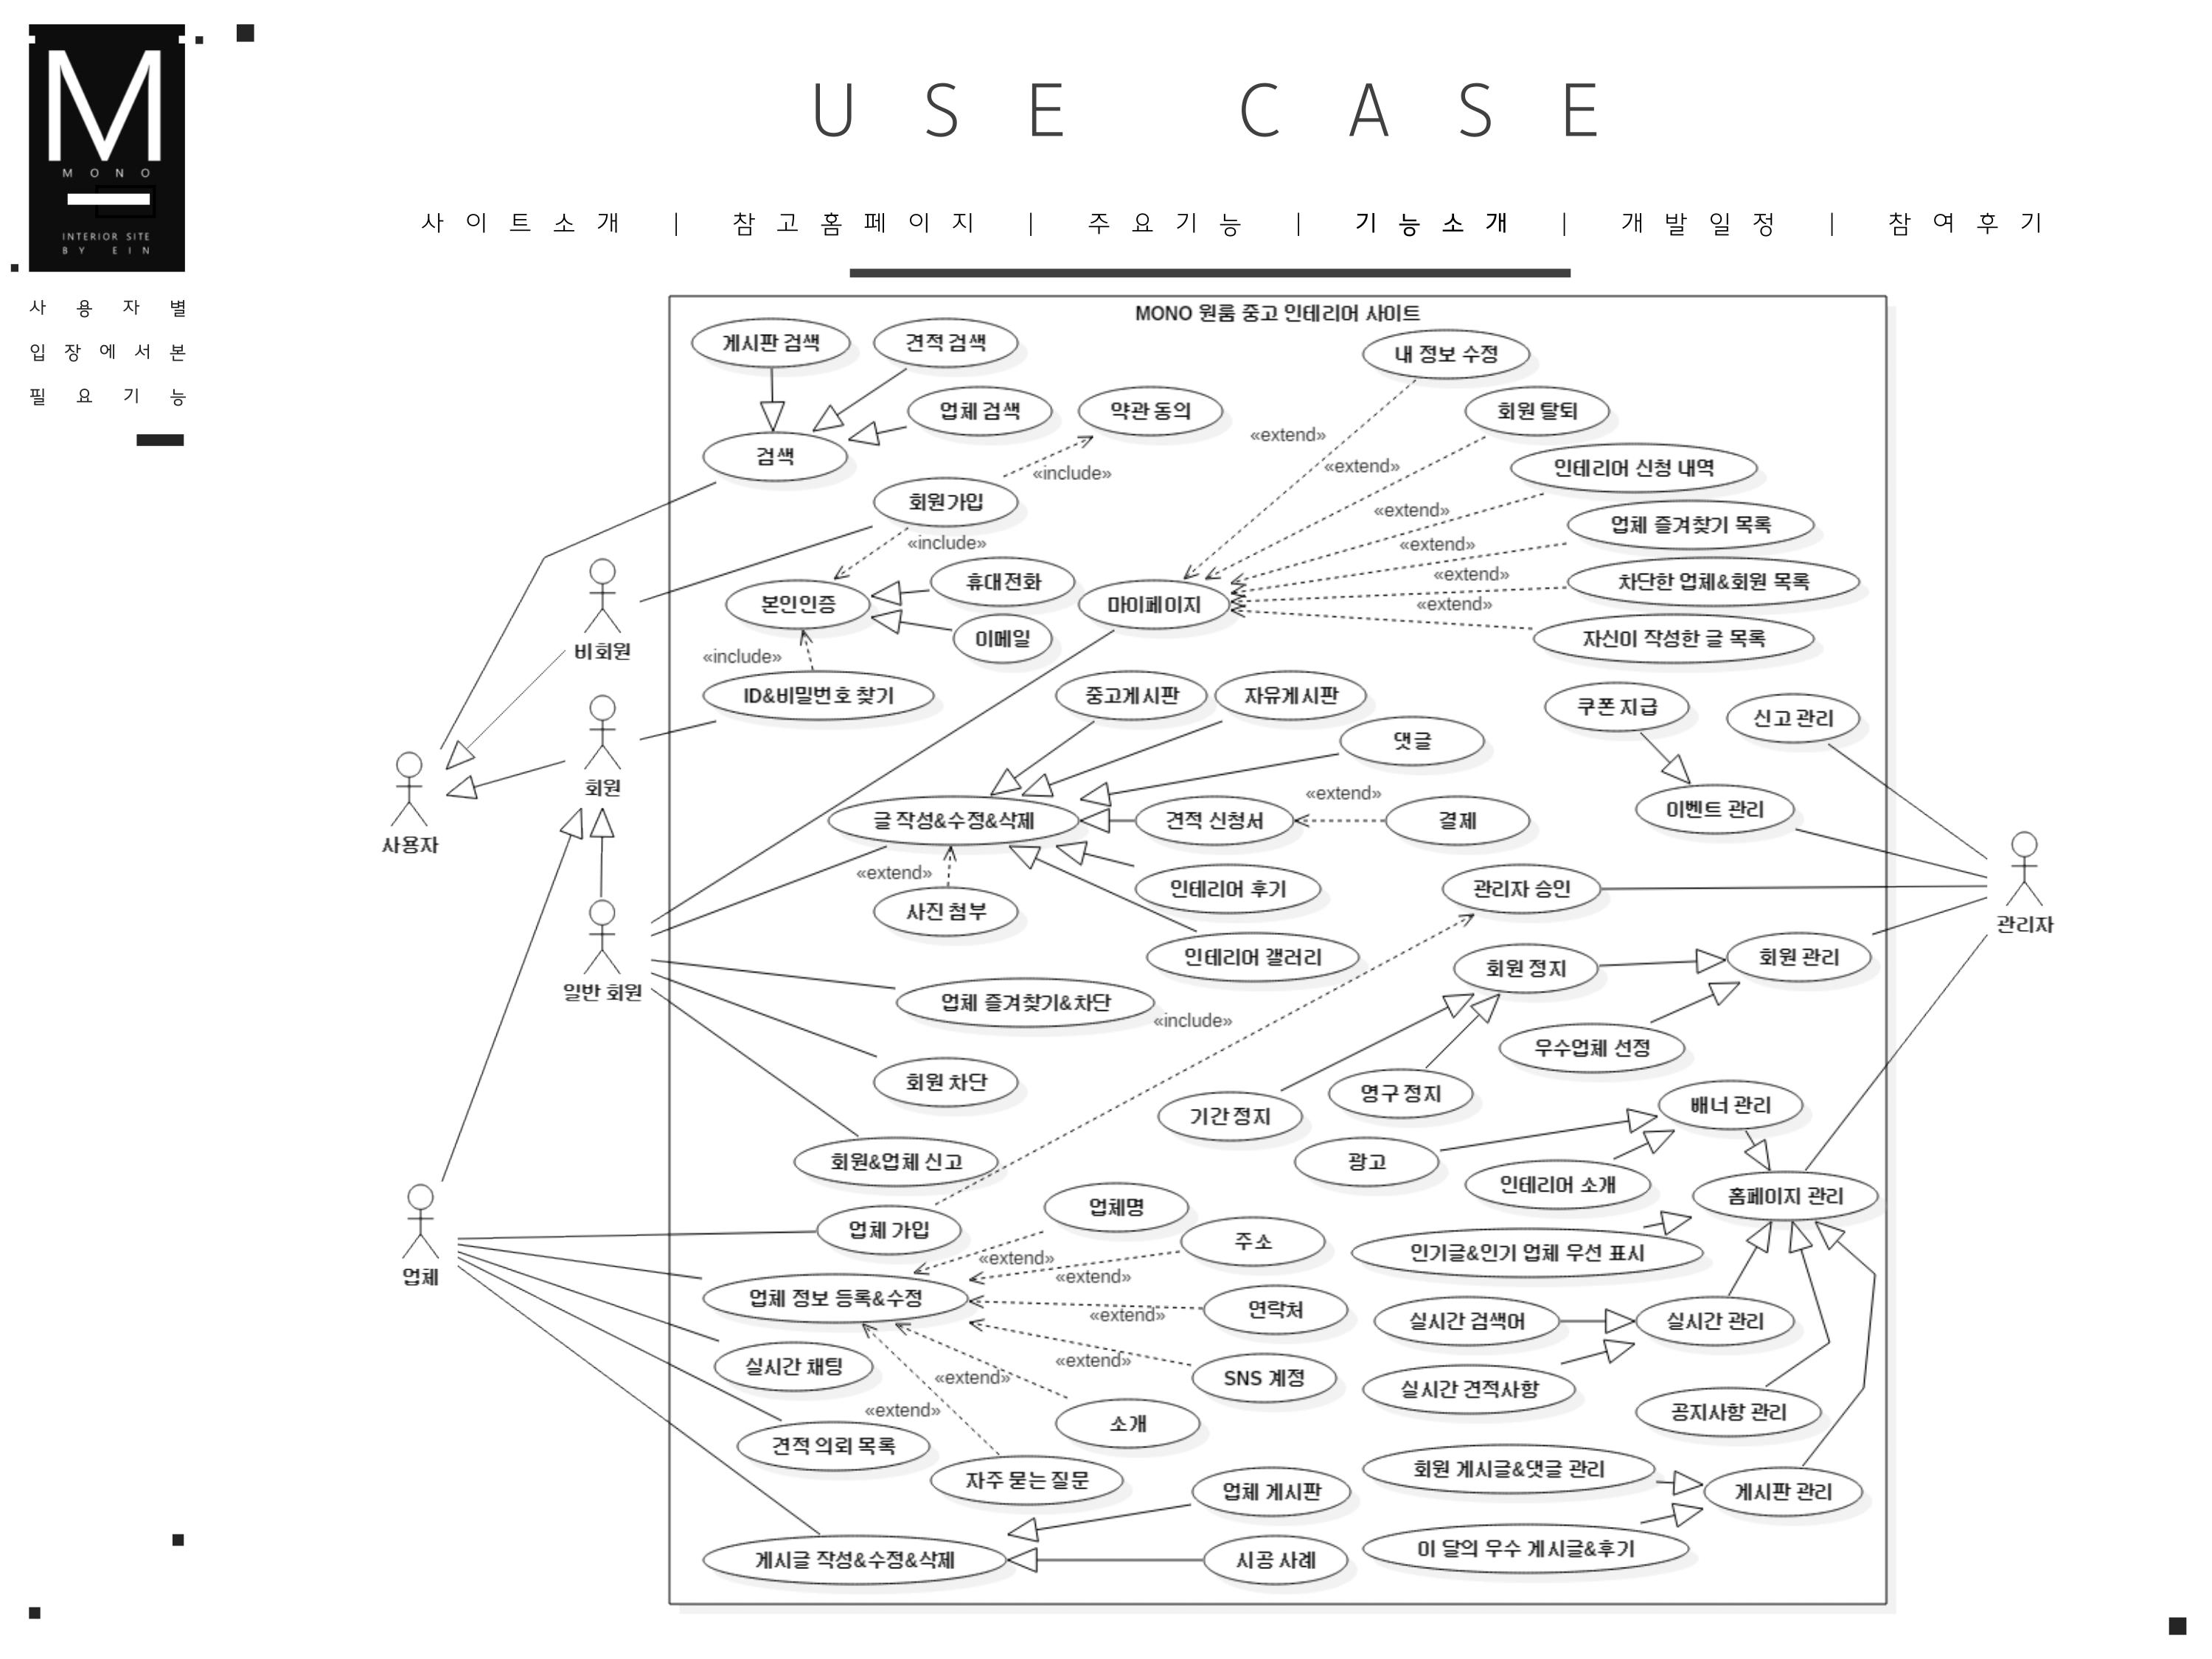 M
MONO
INTERIOR SITE
BY EIN
사용자별
입장에서본
필요기능
USE CASE
사이트소개 | 참고홈페이지 | 주요기능 | 기능소개 | 개발일정 | 참여후기
MONO 원룸 중고 인테리어 사이트
게시판 검색
견적 검색
내 정보 수정
업체 검색
약관 동의
회원 탈퇴
«extend»
검색
«include»
«extend»
인테리어 신청 내역
회원가입
«extend»
업체 즐겨찾기 목록
«include»
«extend»
휴대전화
«extend»
차단한 업체&회원 목록
본인인증
마이페이지
«extend»
이메일
자신이 작성한 글 목록
비회원
«include»
ID&비밀번호 찾기
중고게시판
자유게시판
쿠폰 지급
신고 관리
댓글
회원
«extend»
이벤트 관리
글 작성&수정&삭제
견적 신청서
결제
사용자
«extend»
인테리어 후기
관리자 승인
사진 첨부
관리자
인테리어 갤러리
회원 정지
회원 관리
일반 회원
업체 즐겨찾기&차단
«include»
우수업체 선정
회원 차단
영구 정지
기간 정지
배너 관리
회원&업체 신고
광고
인테리어 소개
홈페이지 관리
업체명
업체 가입
주소
«extend»
인기글&인기 업체 우선 표시
업체
«extend»
업체 정보 등록&수정
연락처
«extend»
실시간 검색어
실시간 관리
실시간 채팅
«extend»
SNS 계정
«extend»
실시간 견적사항
«extend»
소개
공지사항 관리
견적 의뢰 목록
자주 묻는 질문
회원 게시글&댓글 관리
업체 게시판
게시판 관리
게시글 작성&수정&삭제
시공 사례
이 달의 우수 게시글&후기